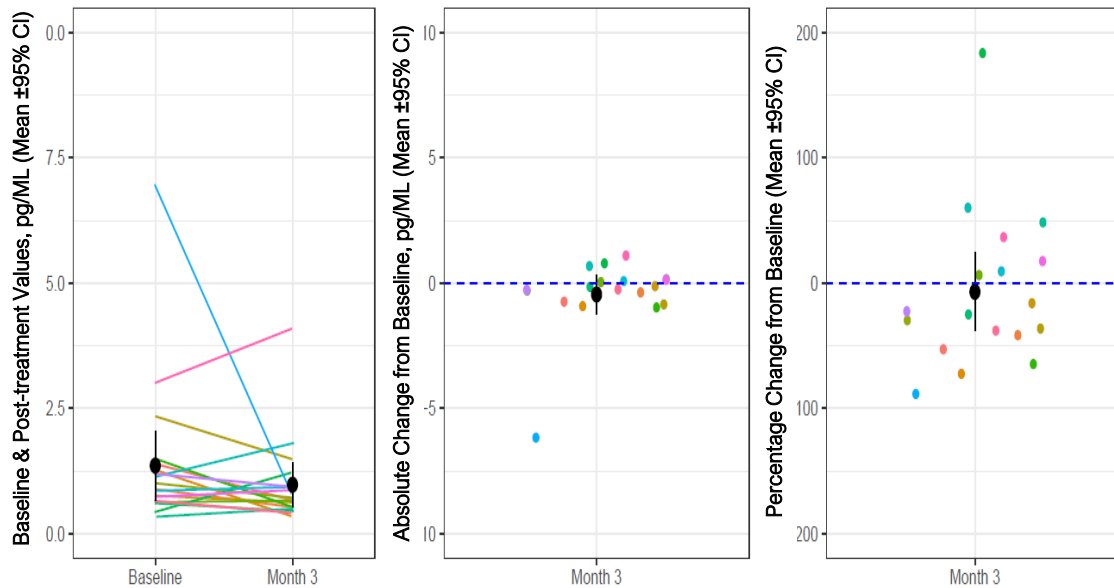 Baseline & Post-treatment Values, pg/ML (Mean ±95% CI)
0.0
7.5
5.0
2.5
0.0
Baseline
Month 3
Absolute Change from Baseline, pg/ML (Mean ±95% CI)
10
5
0
-5
10
Month 3
Percentage Change from Baseline (Mean ±95% CI)
200
100
0
100
200
Month 3